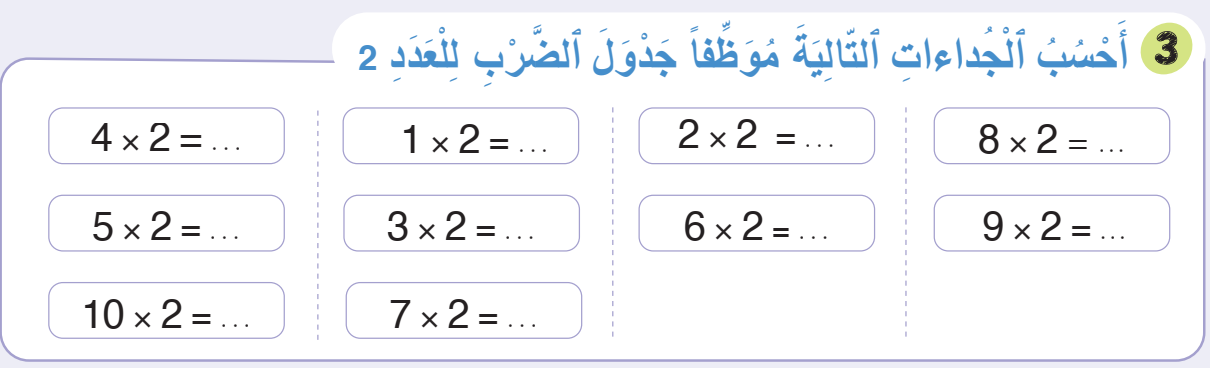 3 أَحْسُبُ ٱلْجُداءاتِ ٱلتّالِيَةَ مُوَظِّفاً جَدْوَلَ ٱلضَّرْبِ لِلْعَدَدِ 2
4 × 2 = ... 1 × 2 = ... 2 × 2 = ... 8 × 2 = ...
5 × 2 = ... 3 × 2 = ... 6 × 2 = ... 9 × 2 = ...
10 × 2 = ... 7 × 2 = ...